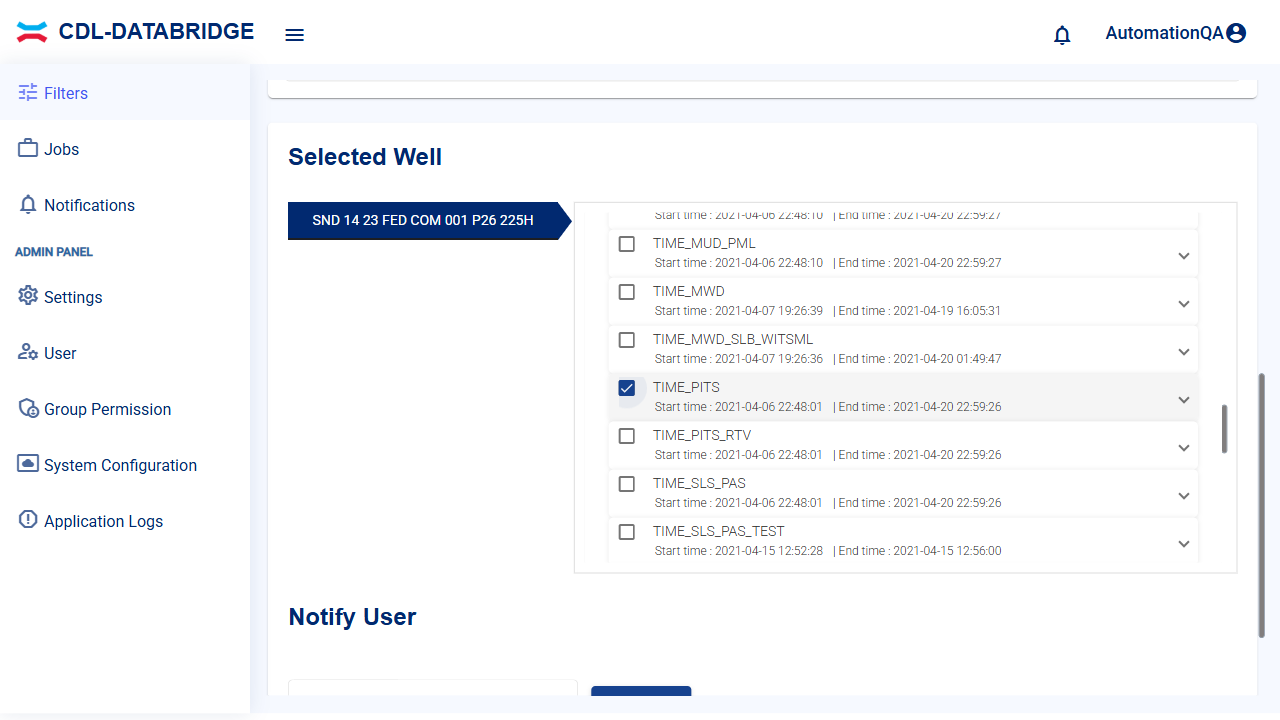 CDL-DATABRIDGE
AutomationQA
Filters
Jobs
Notifications
ADMIN PANEL
Settings
User
Group Permission
System Configuration
Application Logs
Selected Well
SND 14 23 FED COM 001 P26 225H
Start time : 2021-04-06 22:48:10 | End time : 2021-04-20 22:59:27
TIME_MUD_PML
Start time : 2021-04-06 22:48:10 | End time : 2021-04-20 22:59:27
TIME_MWD
Start time : 2021-04-07 19:26:39 | End time : 2021-04-19 16:05:31
TIME_MWD_SLB_WITSML
Start time : 2021-04-07 19:26:36 | End time : 2021-04-20 01:49:47
TIME_PITS
Start time : 2021-04-06 22:48:01 | End time : 2021-04-20 22:59:26
TIME_PITS_RTV
Start time : 2021-04-06 22:48:01 | End time : 2021-04-20 22:59:26
TIME_SLS_PAS
Start time : 2021-04-06 22:48:01 | End time : 2021-04-20 22:59:26
TIME_SLS_PAS_TEST
Start time : 2021-04-15 12:52:28 | End time : 2021-04-15 12:56:00
Notify User